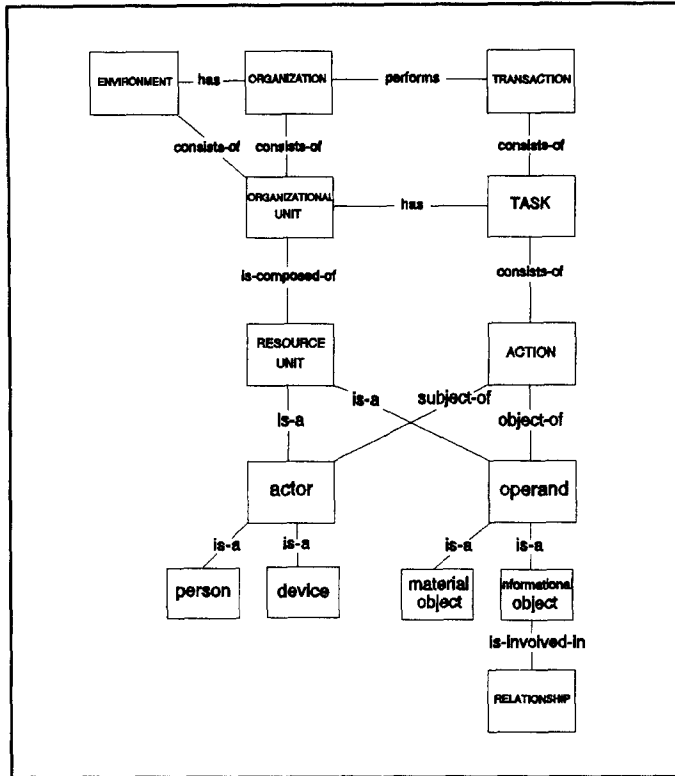 ENVIRONMENT has ORGANIZATION performs TRANSACTION
consists-of consists-of consists-of
ORGANIZATIONAL
UNIT
has
TASK
is-composed-of consists-of
RESOURCE
UNIT
ACTION
is-a subject-of
is-a object-of
actor operand
is-a is-a is-a is-a
person device
material
object
informational
object
is-involved-in
RELATIONSHIP